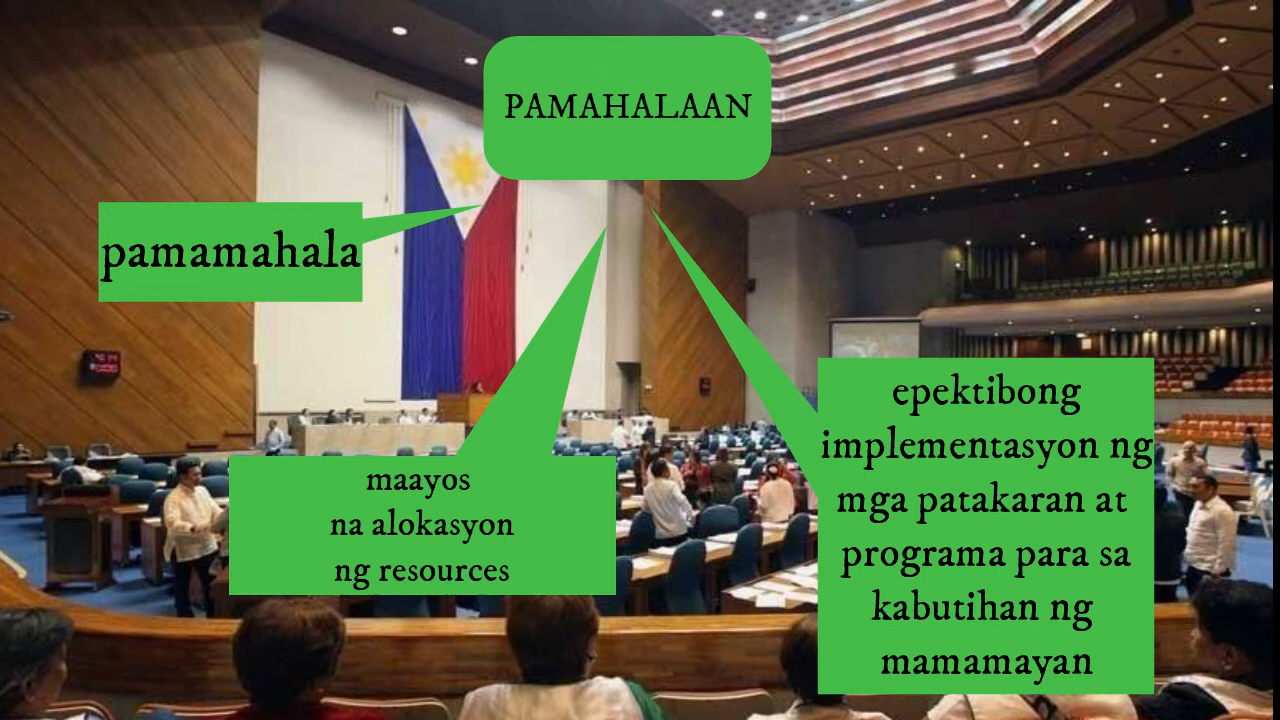 PAMAHALAAN
pamamahala
maayos
na alokasyon
ng resources
epektibong
implementasyon ng
mga patakaran at
programa para sa
kabutihan ng
mamamayan